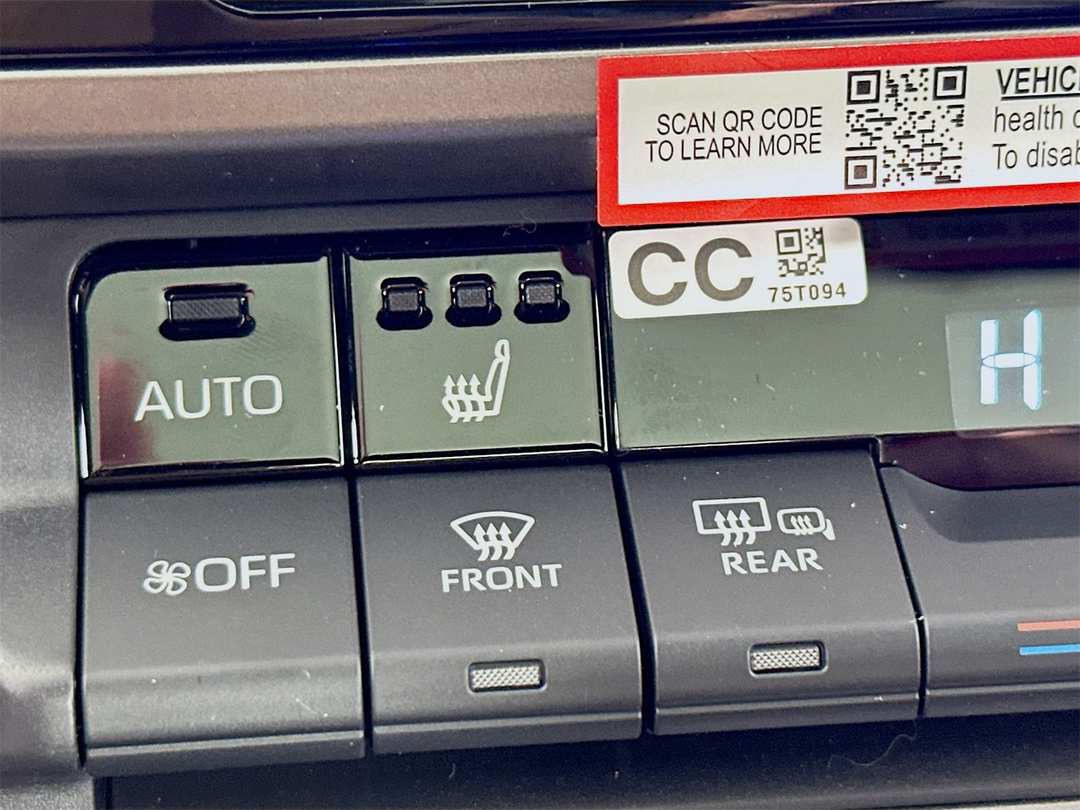 SCAN QR CODE
TO LEARN MORE
VEHIC
health
To disab
CC
75T094
H
AUTO
OFF
FRONT
REAR